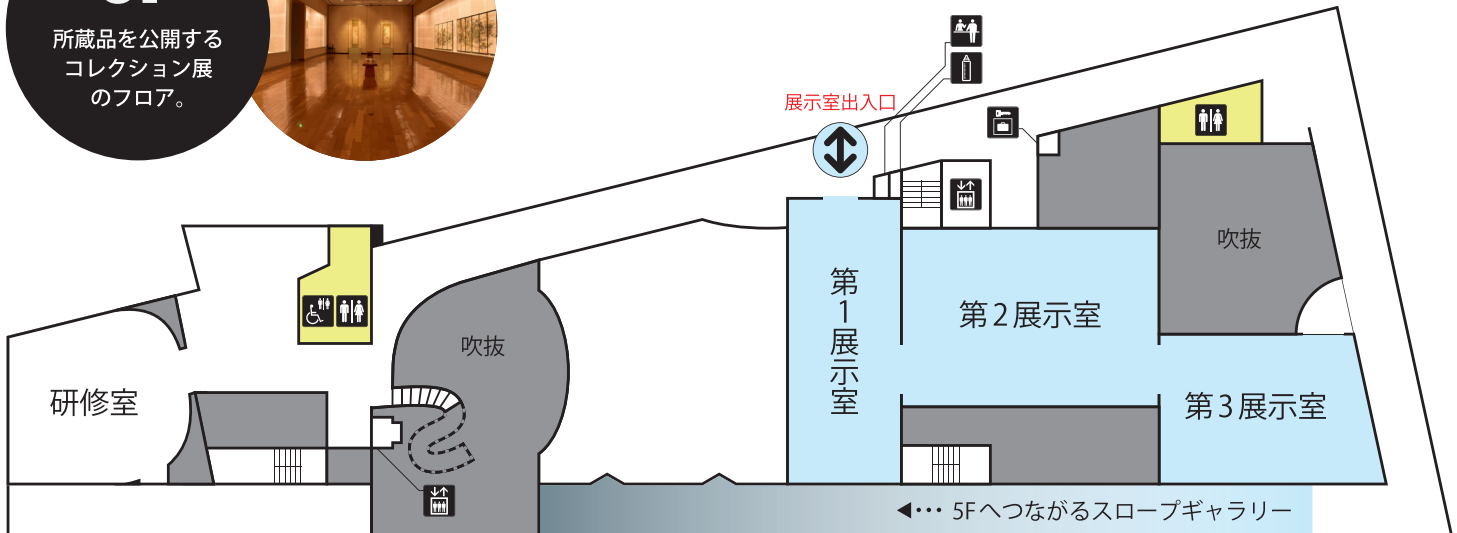 所蔵品を公開する
コレクション展
のフロア。
展示室出入口
吹抜
第1展示室
第2展示室
吹抜
研修室
第3展示室
5Fへつながるスロープギャラリー